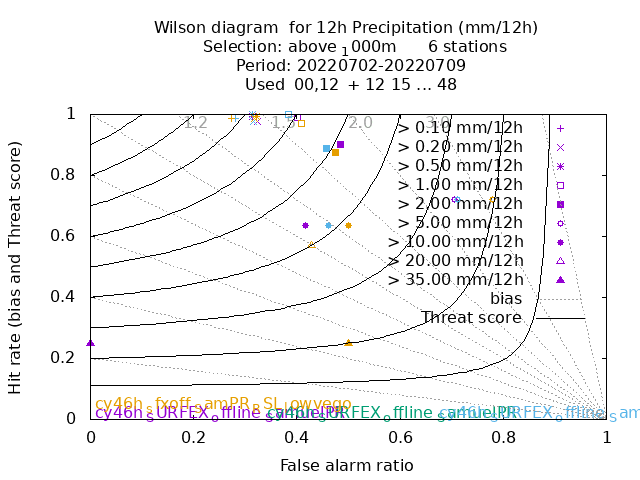 Wilson diagram  for 12h Precipitation (mm/12h)
Selection: above 1000m      6 stations
Period: 20220702-20220709
Used  00,12  + 12 15 ... 48
1.2 1.5 2.0 3.0
> 0.10 mm/12h
> 0.20 mm/12h
> 0.50 mm/12h
> 1.00 mm/12h
> 2.00 mm/12h
> 5.00 mm/12h
> 10.00 mm/12h
> 20.00 mm/12h
> 35.00 mm/12h
bias
Threat score
1
0.8
0.6
0.4
0.2
0
Hit rate (bias and Threat score)
cy46h
cy46h_SURFEX_offline
0 0.2 0.4 0.6 0.8 1
False alarm ratio